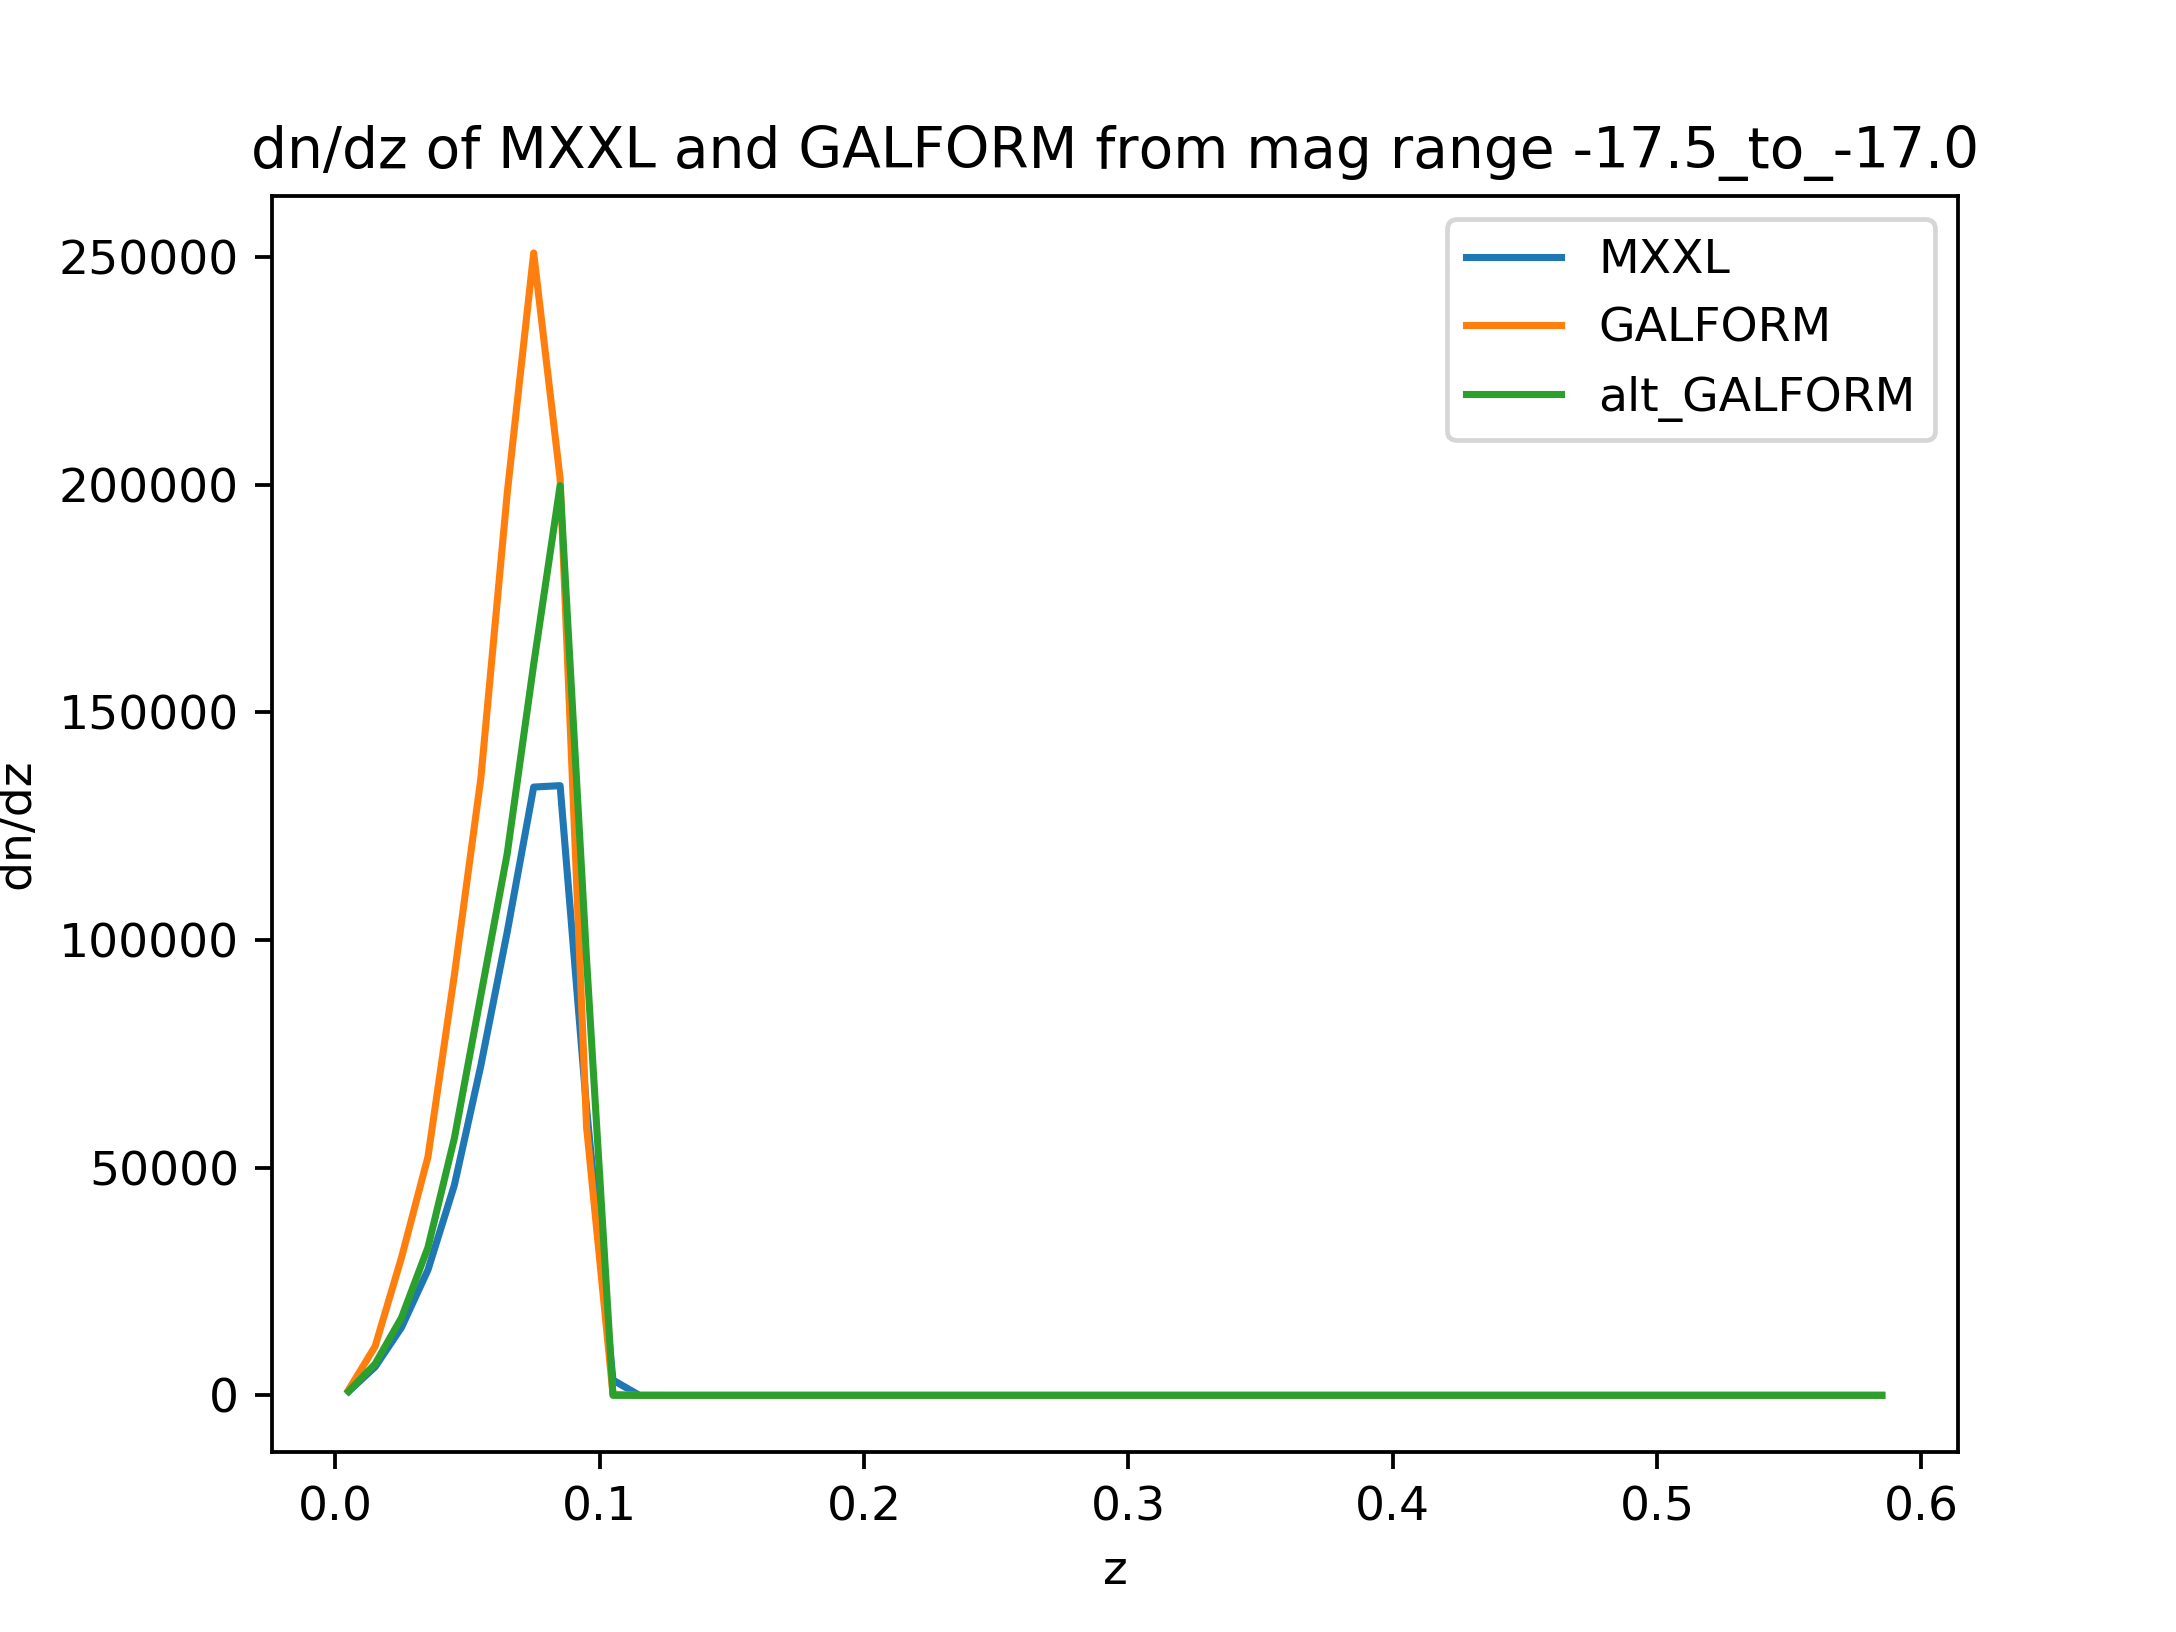 dn/dz of MXXL and GALFORM from mag range -17.5_to_-17.0
MXXL
GALFORM
alt_GALFORM
250000
200000
150000
100000
50000
0
dn/dz
0.0 0.1 0.2 0.3 0.4 0.5 0.6
z